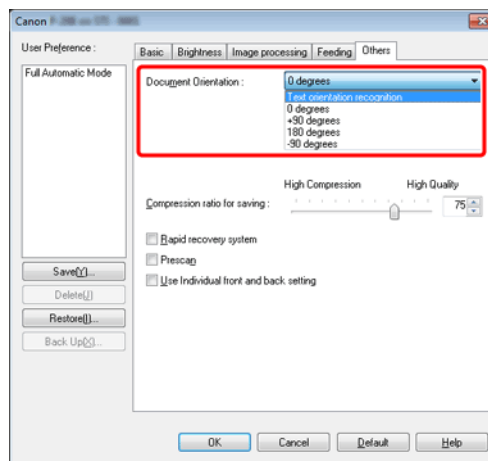 Canon
User Preference :
Full Automatic Mode
Save(Y)...
Delete(J)
Restore(I)...
Back Up(X)...
Basic
Brightness
Image processing
Feeding
Others
Document Orientation :
0 degrees
Text orientation recognition
0 degrees
+90 degrees
180 degrees
-90 degrees
High Compression High Quality
Compression ratio for saving : 75
Rapid recovery system
Prescan
Use Individual front and back setting
OK Cancel Default Help